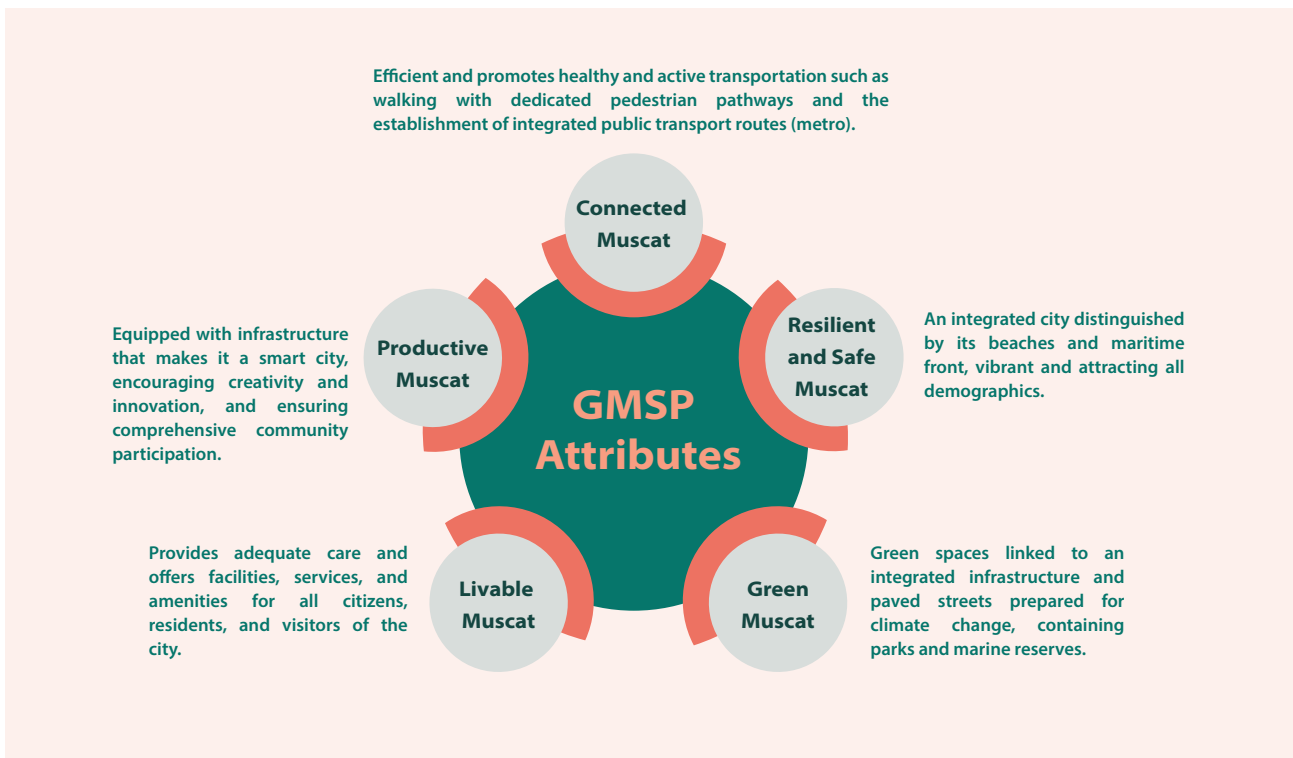 Efficient and promotes healthy and active transportation such as
walking with dedicated pedestrian pathways and the
establishment of integrated public transport routes (metro).
Connected
Muscat
Productive
Muscat
Equipped with infrastructure
that makes it a smart city,
encouraging creativity and
innovation, and ensuring
comprehensive community
participation.
Resilient
and Safe
Muscat
An integrated city distinguished
by its beaches and maritime
front, vibrant and attracting all
demographics.
GMSP
Attributes
Livable
Muscat
Provides adequate care and
offers facilities, services, and
amenities for all citizens,
residents, and visitors of the
city.
Green
Muscat
Green spaces linked to an
integrated infrastructure and
paved streets prepared for
climate change, containing
parks and marine reserves.